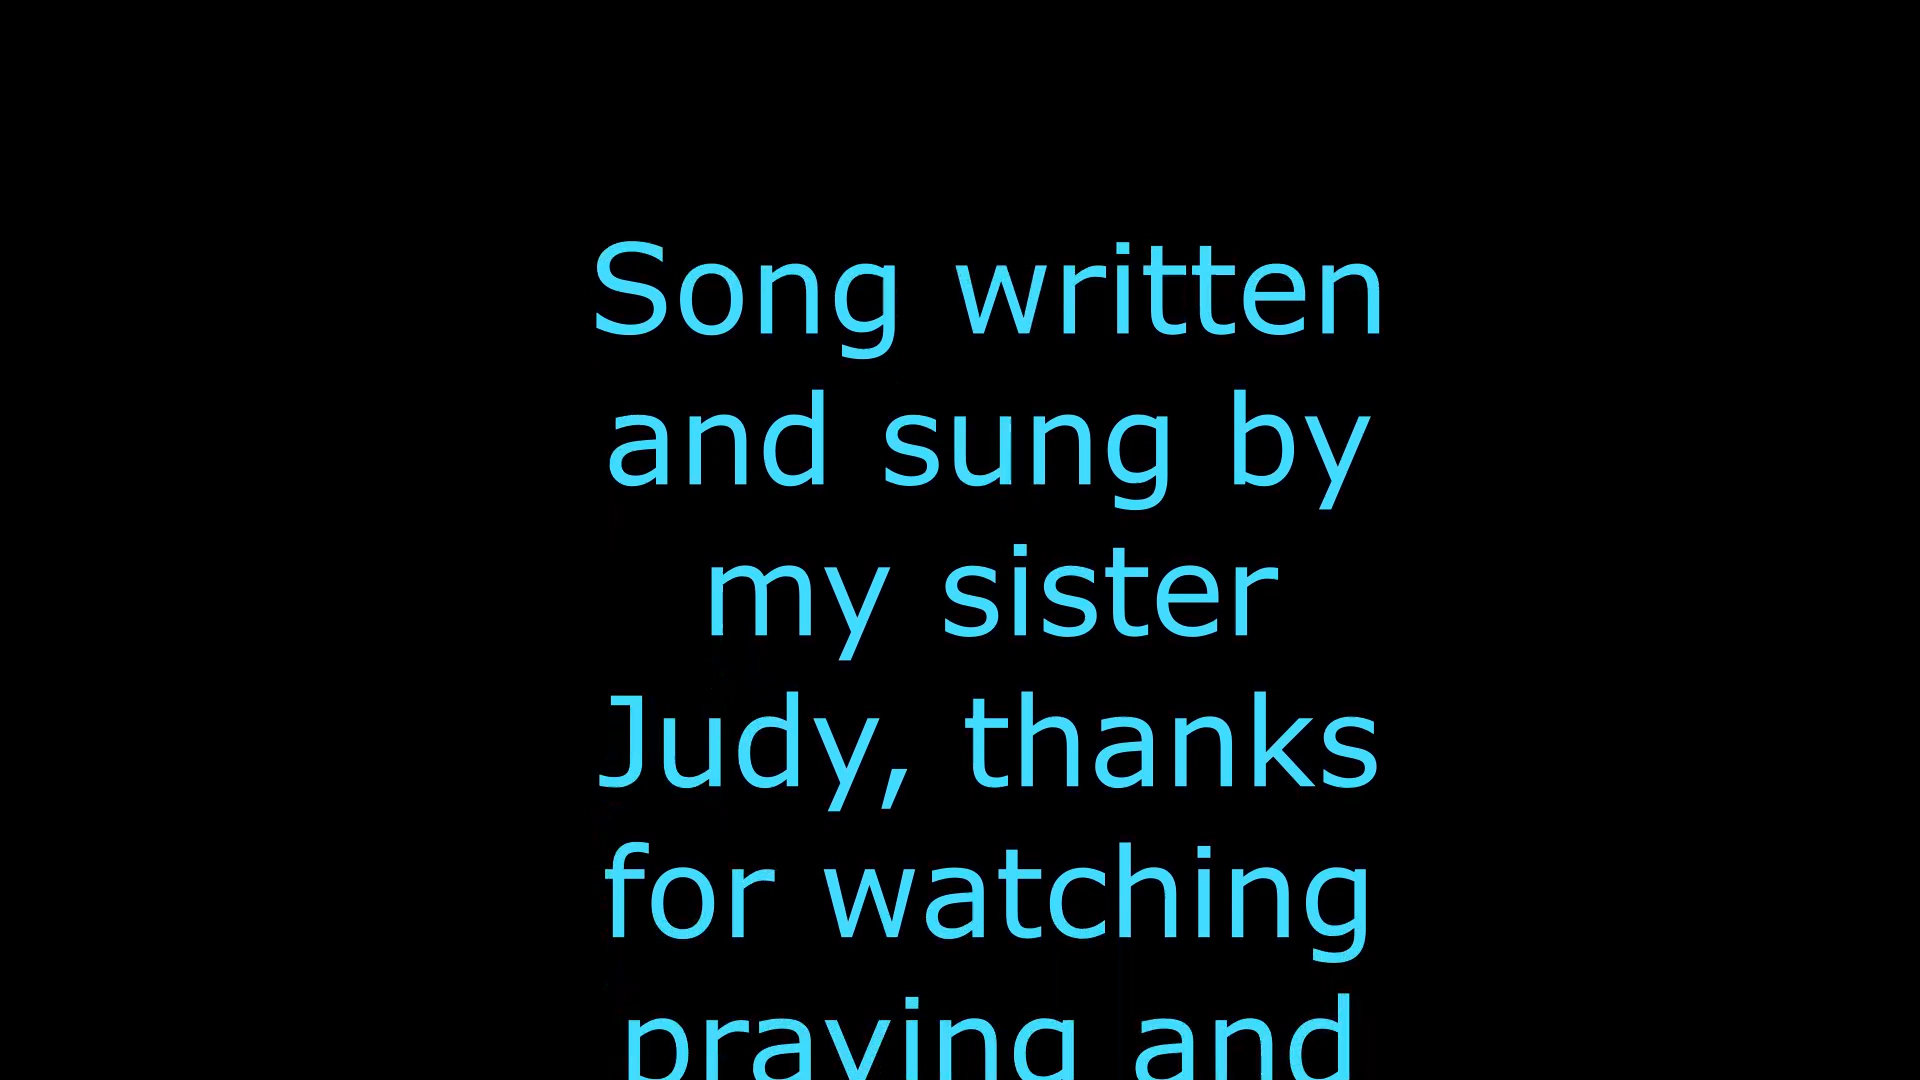 Song written
and sung by
my sister
Judy, thanks
for watching
praying and